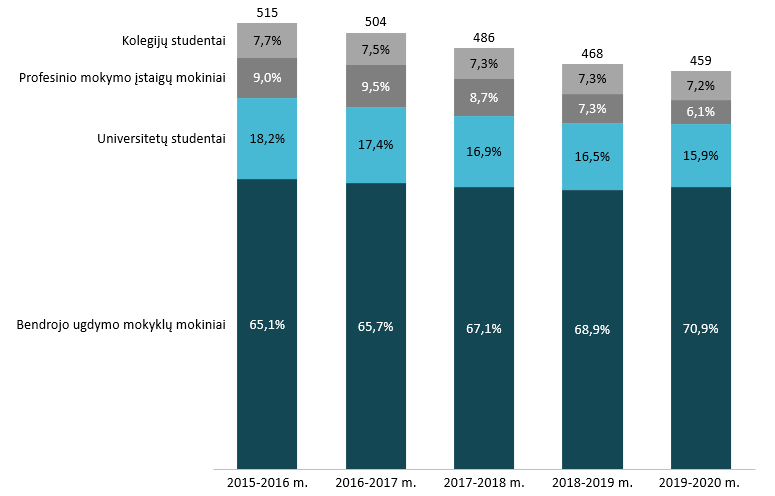 515
504
486
468
459
Kolegijų studentai
7,7%
7,5%
7,3%
7,3%
7,2%
Profesinio mokymo įstaigų mokiniai
9,0%
9,5%
8,7%
7,3%
6,1%
Universitetų studentai
18,2%
17,4%
16,9%
16,5%
15,9%
Bendrojo ugdymo mokyklų mokiniai
65,1%
65,7%
67,1%
68,9%
70,9%
2015-2016 m.
2016-2017 m.
2017-2018 m.
2018-2019 m.
2019-2020 m.